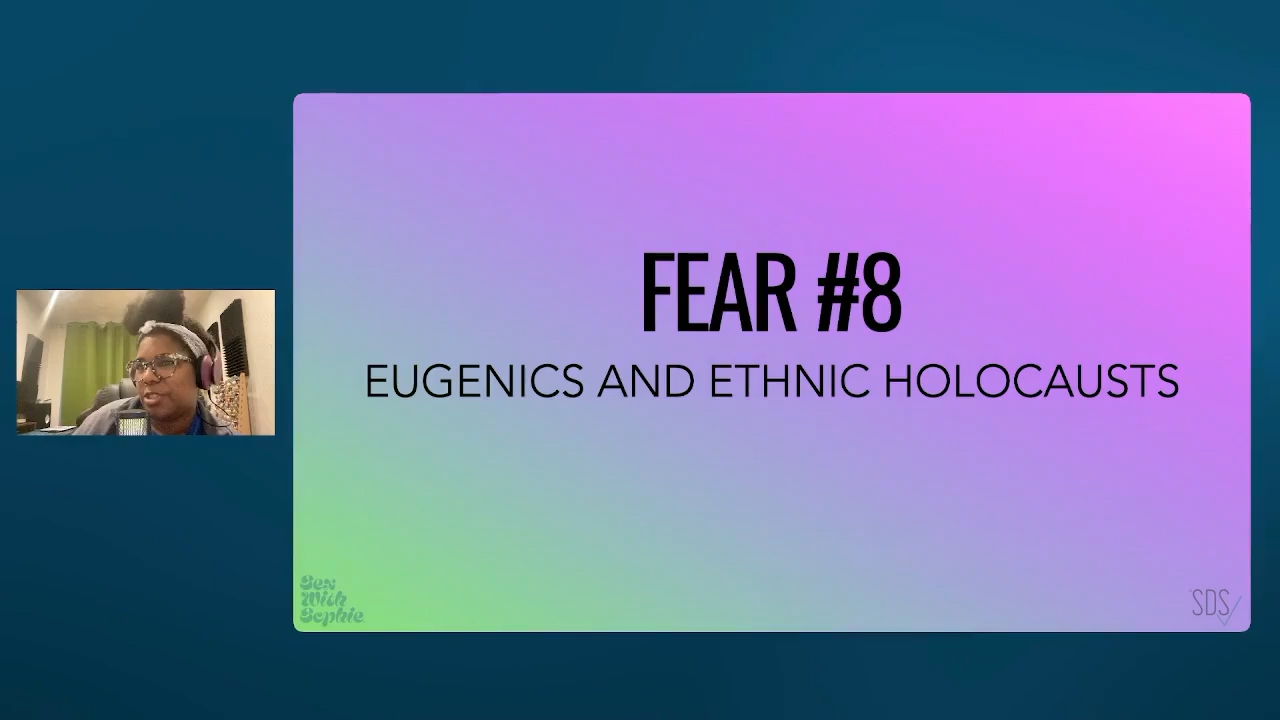 FEAR #8
EUGENICS AND ETHNIC HOLOCAUSTS
Sex
With
Sophie
SDS